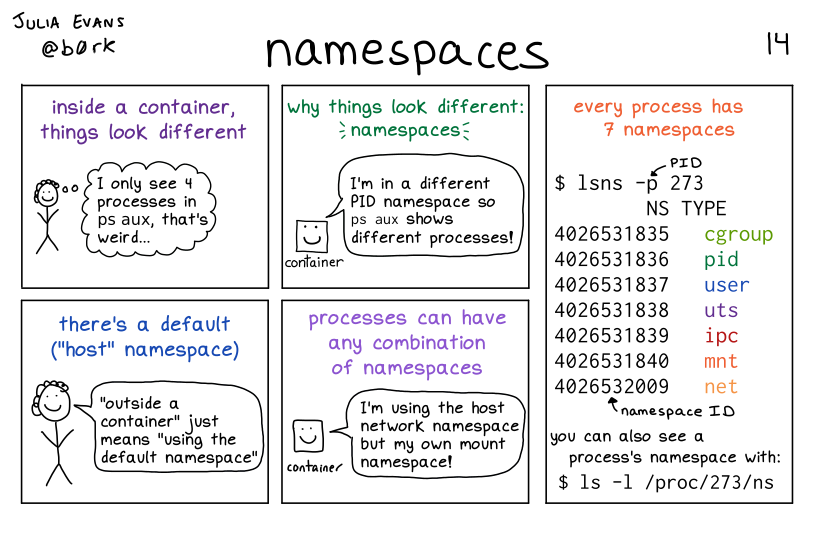 JULIA EVANS
@b0rk
namespaces
14
inside a container,
things look different
I only see 4
processes in
ps aux, that's
weird...
why things look different:
namespaces
I'm in a different
PID namespace so
ps aux shows
different processes!
container
every process has
7 namespaces
PID
$ lsns -p 273
NS TYPE
4026531835 cgroup
4026531836 pid
4026531837 user
4026531838 uts
4026531839 ipc
4026531840 mnt
4026532009 net
namespace ID
you can also see a
process's namespace with:
$ ls -l /proc/273/ns
there's a default
("host" namespace)
"outside a
container" just
means "using the
default namespace"
processes can have
any combination
of namespaces
I'm using the host
network namespace
but my own mount
namespace!
container